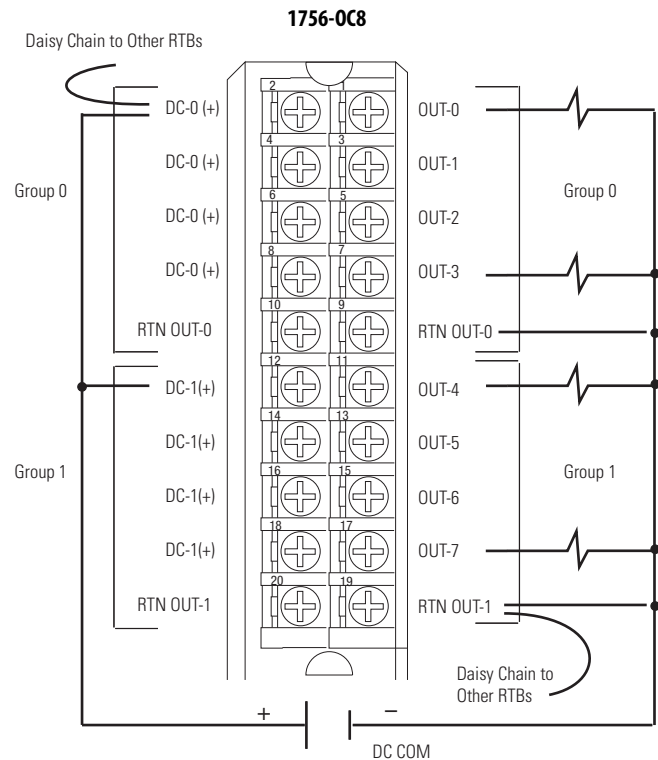 1756-OC8
Daisy Chain to Other RTBs
2 1
DC-0 (+) OUT-0
4 3
DC-0 (+) OUT-1
Group 0 Group 0
6 5
DC-0 (+) OUT-2
8 7
DC-0 (+) OUT-3
10 9
RTN OUT-0 RTN OUT-0
12 11
DC-1(+) OUT-4
14 13
DC-1(+) OUT-5
Group 1 Group 1
16 15
DC-1(+) OUT-6
18 17
DC-1(+) OUT-7
20 19
RTN OUT-1 RTN OUT-1
Daisy Chain to
Other RTBs
+ –
DC COM